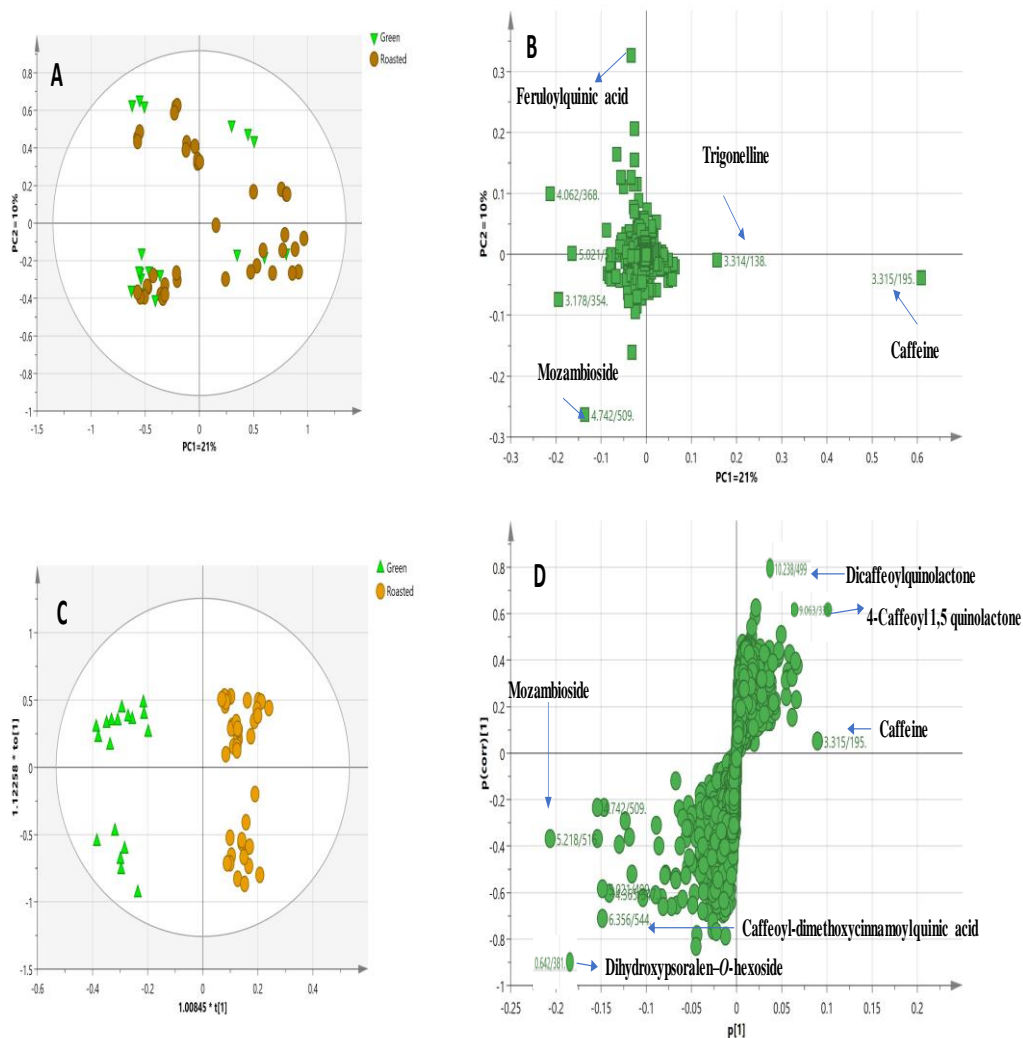 Green
Roasted
A
0.8
0.6
0.4
0.2
0
-0.2
-0.4
-0.6
-0.8
-1
PC2=10%
-1.5
-1
-0.5
0
0.5
1
PC1=21%
B
Feruloylquinic acid
Trigonelline
4.062/368.
3.314/138.
3.315/195.
3.178/354.
Caffeine
Mozambioside
4.742/509.
0.3
0.2
0.1
0
-0.1
-0.2
-0.3
PC2=10%
-0.3
-0.2
-0.1
0
0.1
0.2
0.3
0.4
0.5
0.6
0.7
PC1=21%
Green
Roasted
C
1
0.5
0
-0.5
-1
-1.5
1.12258 * to[1]
-0.6
-0.4
-0.2
0
0.2
0.4
1.00845 * t[1]
D
10.238/499
Dicaffeoylquinolactone
4-Caffeoyl 1,5 quinolactone
Mozambioside
Caffeine
3.315/195.
4.742/509.
5.218/516
6.356/544
Caffeoyl-dimethoxycinnamoylquinic acid
0.642/381.
Dihydroxypsoralen-O-hexoside
0.8
0.6
0.4
0.2
0
-0.2
-0.4
-0.6
-0.8
-1
p(corr)[1]
-0.25
-0.2
-0.15
-0.1
-0.05
0
0.05
0.1
0.15
0.2
p[1]